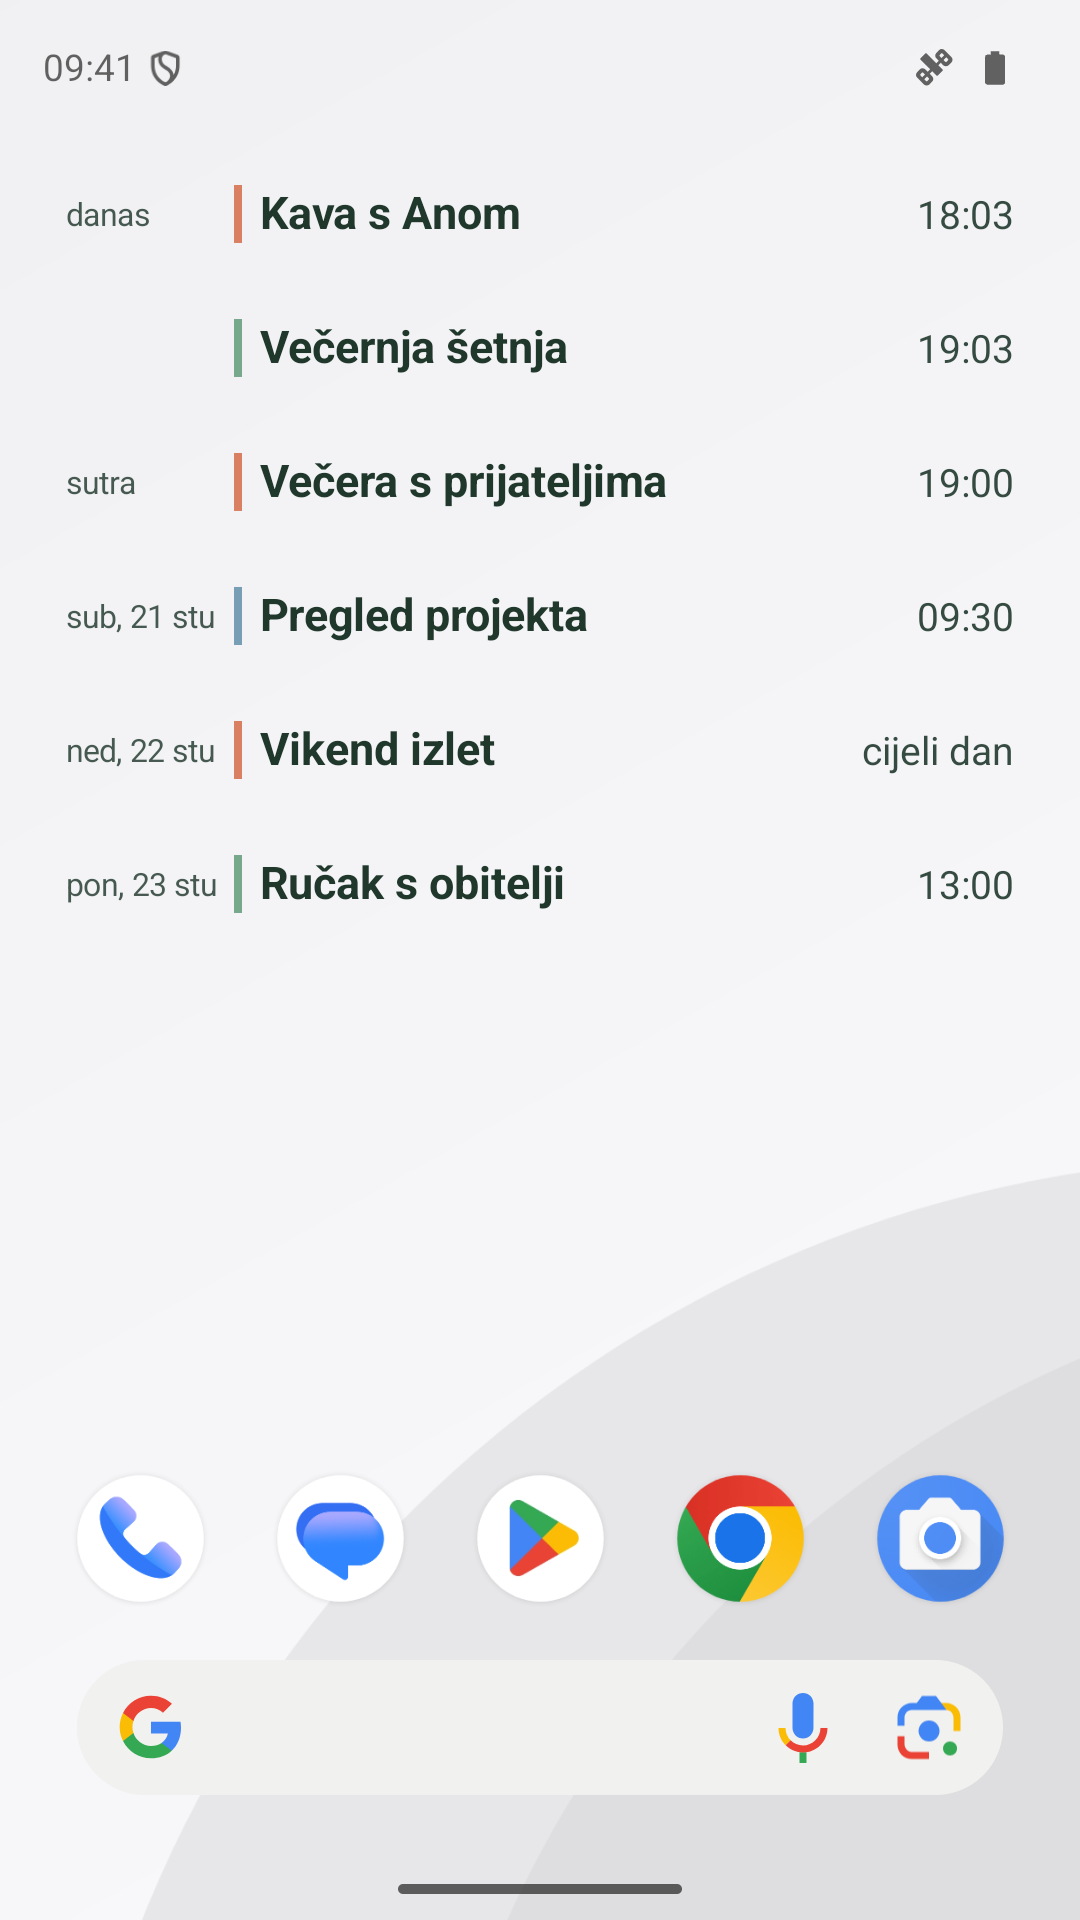 09:41
danas Kava s Anom 18:03
Večernja šetnja 19:03
sutra Večera s prijateljima 19:00
sub, 21 stu Pregled projekta 09:30
ned, 22 stu Vikend izlet cijeli dan
pon, 23 stu Ručak s obitelji 13:00